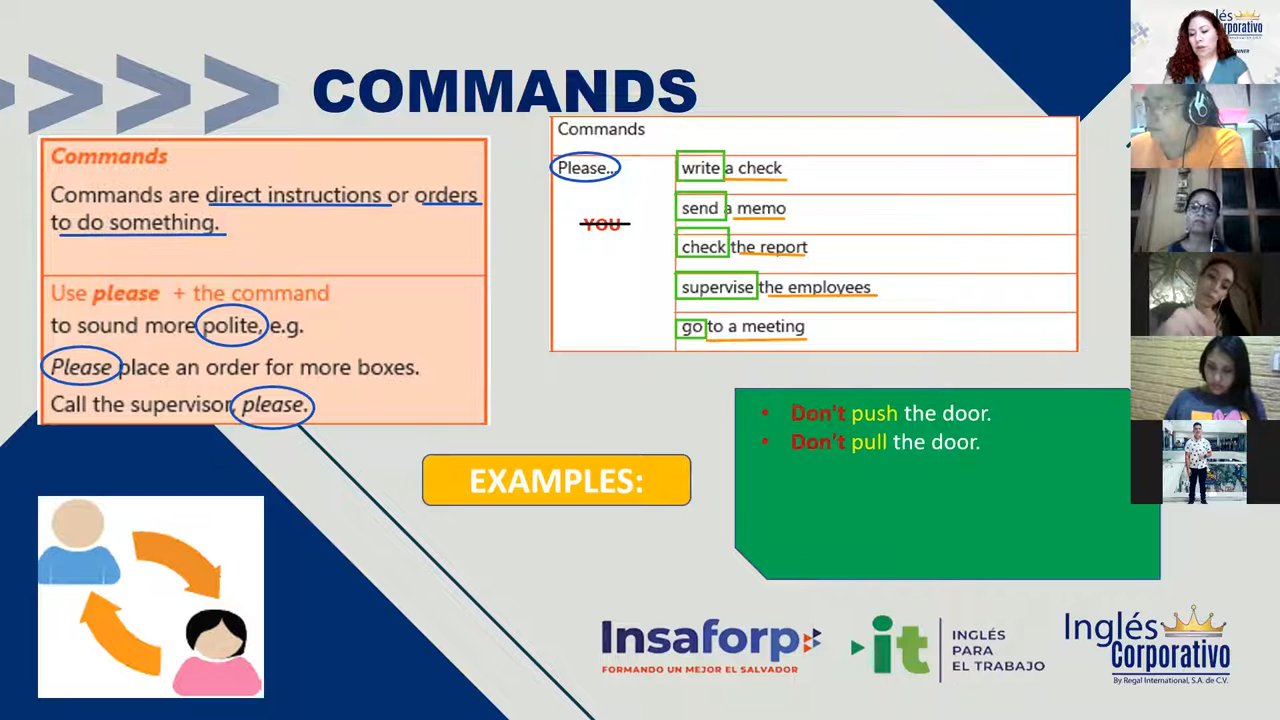 COMMANDS
Commands
Commands are direct instructions or orders
to do something.
Use please + the command
to sound more polite, e.g.
Please place an order for more boxes.
Call the supervisor, please.
Commands
Please...
YOU
write a check
send a memo
check the report
supervise the employees
go to a meeting
EXAMPLES:
• Don't push the door.
• Don't pull the door.
Insaforp
FORMANDO UN MEJOR EL SALVADOR
it
INGLÉS
PARA
EL TRABAJO
Inglés
Corporativo
By Regal International, S.A. de C.V.